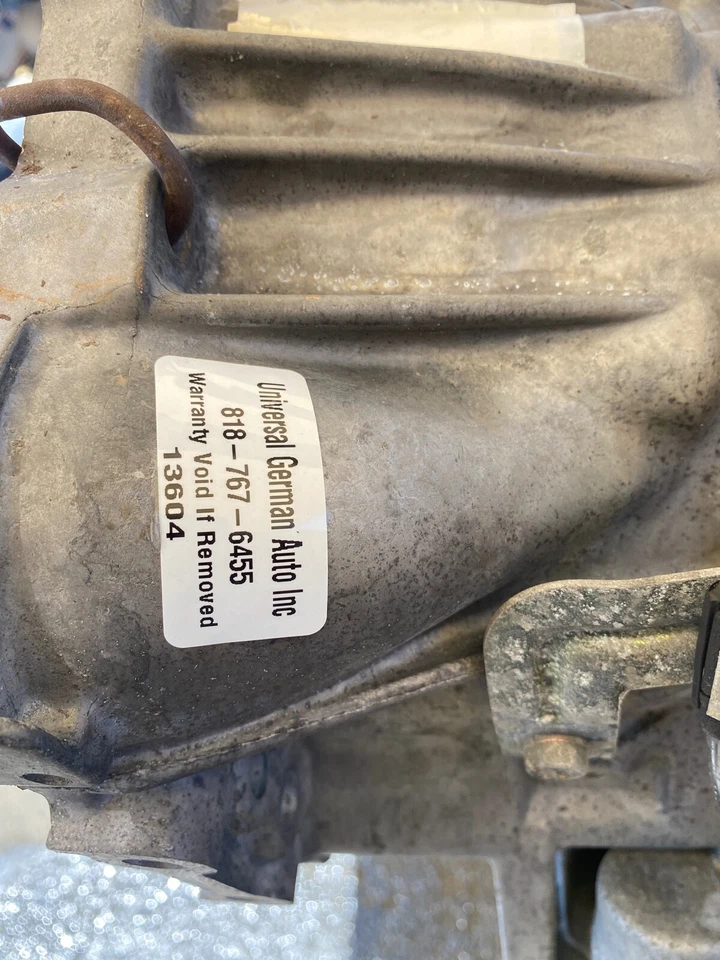 Universal German Auto Inc
818-767-6455
Warranty Void If Removed
13604